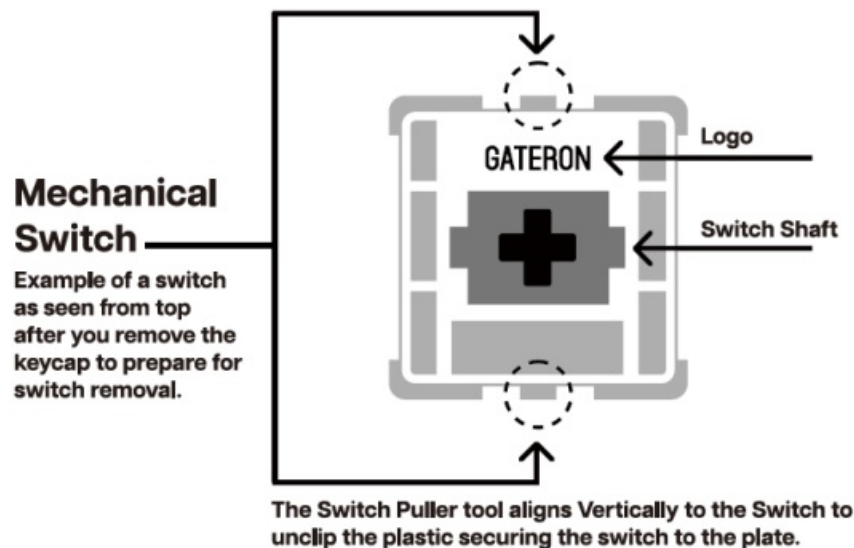 Logo
GATERON
Switch Shaft
Mechanical
Switch
Example of a switch
as seen from top
after you remove the
keycap to prepare for
switch removal.
The Switch Puller tool aligns Vertically to the Switch to
unclip the plastic securing the switch to the plate.